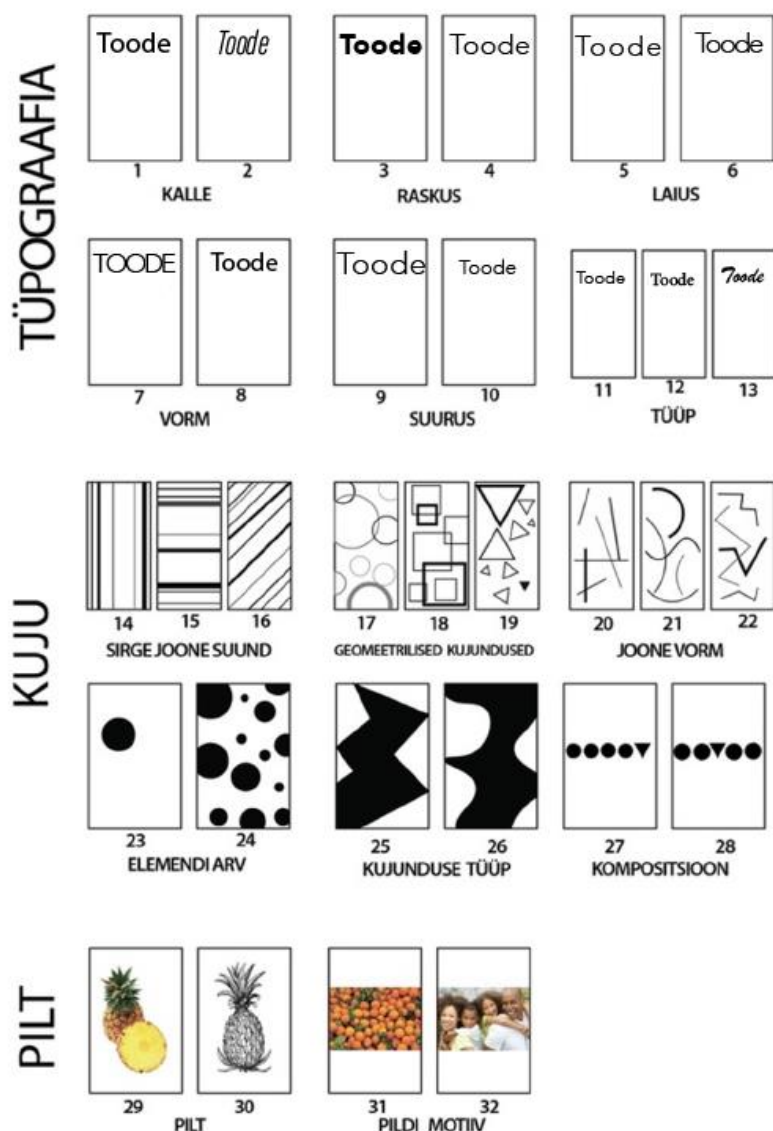 TÜPOGRAAFIA
Toode Toode Toode Toode Toode Toode
1 2 3 4 5 6
KALLE RASKUS LAIUS
TOODE Toode Toode Toode Toode Toode Toode
7 8 9 10 11 12 13
VORM SUURUS TÜÜP
KUJU
14 15 16 17 18 19 20 21 22
SIRGE JOONE SUUND GEOMEETRILISED KUJUNDUSED JOONE VORM
23 24 25 26 27 28
ELEMENDI ARV KUJUNDUSE TÜÜP KOMPOSITSIOON
PILT
29 30 31 32
PILT PILDI MOTIIV